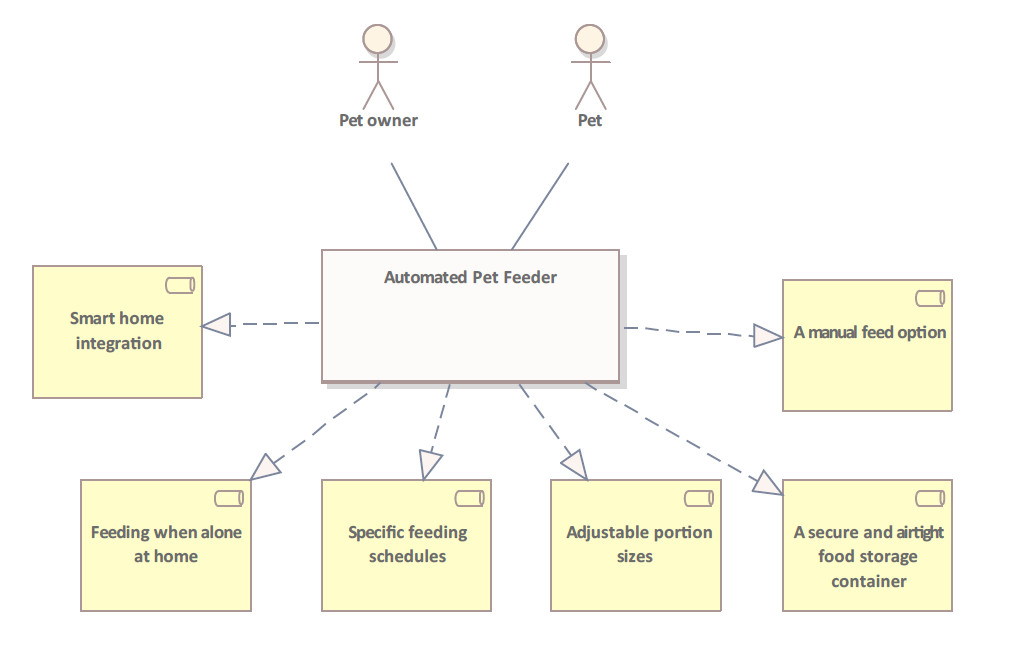 Pet owner
Pet
Automated Pet Feeder
Smart home
integration
A manual feed option
Feeding when alone
at home
Specific feeding
schedules
Adjustable portion
sizes
A secure and airtight
food storage
container